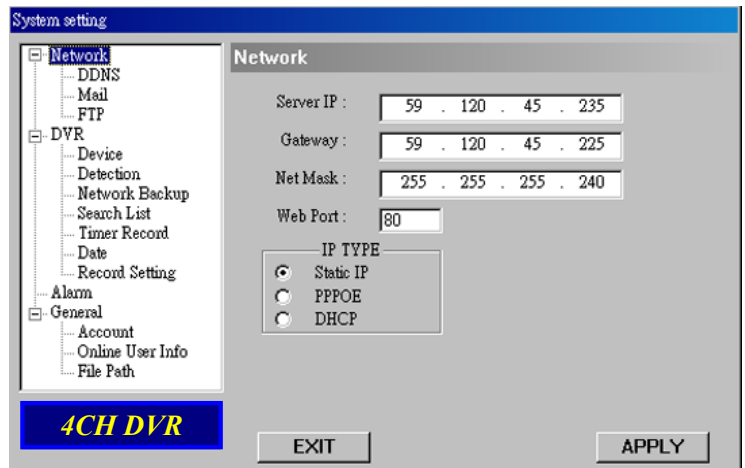 System setting
Network
DDNS
Mail
FTP
DVR
Device
Detection
Network Backup
Search List
Timer Record
Date
Record Setting
Alarm
General
Account
Online User Info
File Path
4CH DVR
Network
Server IP : 59 . 120 . 45 . 235
Gateway : 59 . 120 . 45 . 225
Net Mask : 255 . 255 . 255 . 240
Web Port : 80
IP TYPE
Static IP
PPPOE
DHCP
EXIT
APPLY